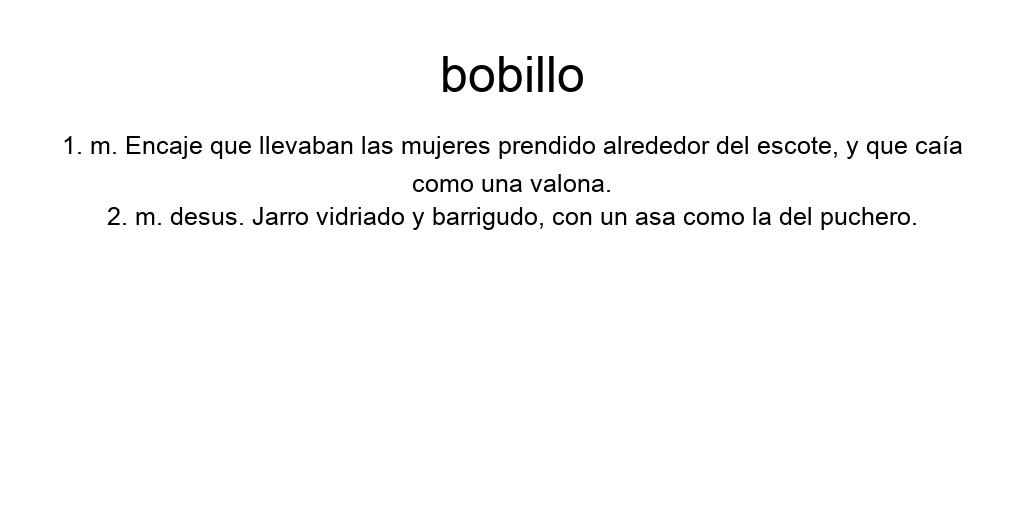 bobillo
1. m. Encaje que llevaban las mujeres prendido alrededor del escote, y que caía
como una valona.
2. m. desus. Jarro vidriado y barrigudo, con un asa como la del puchero.